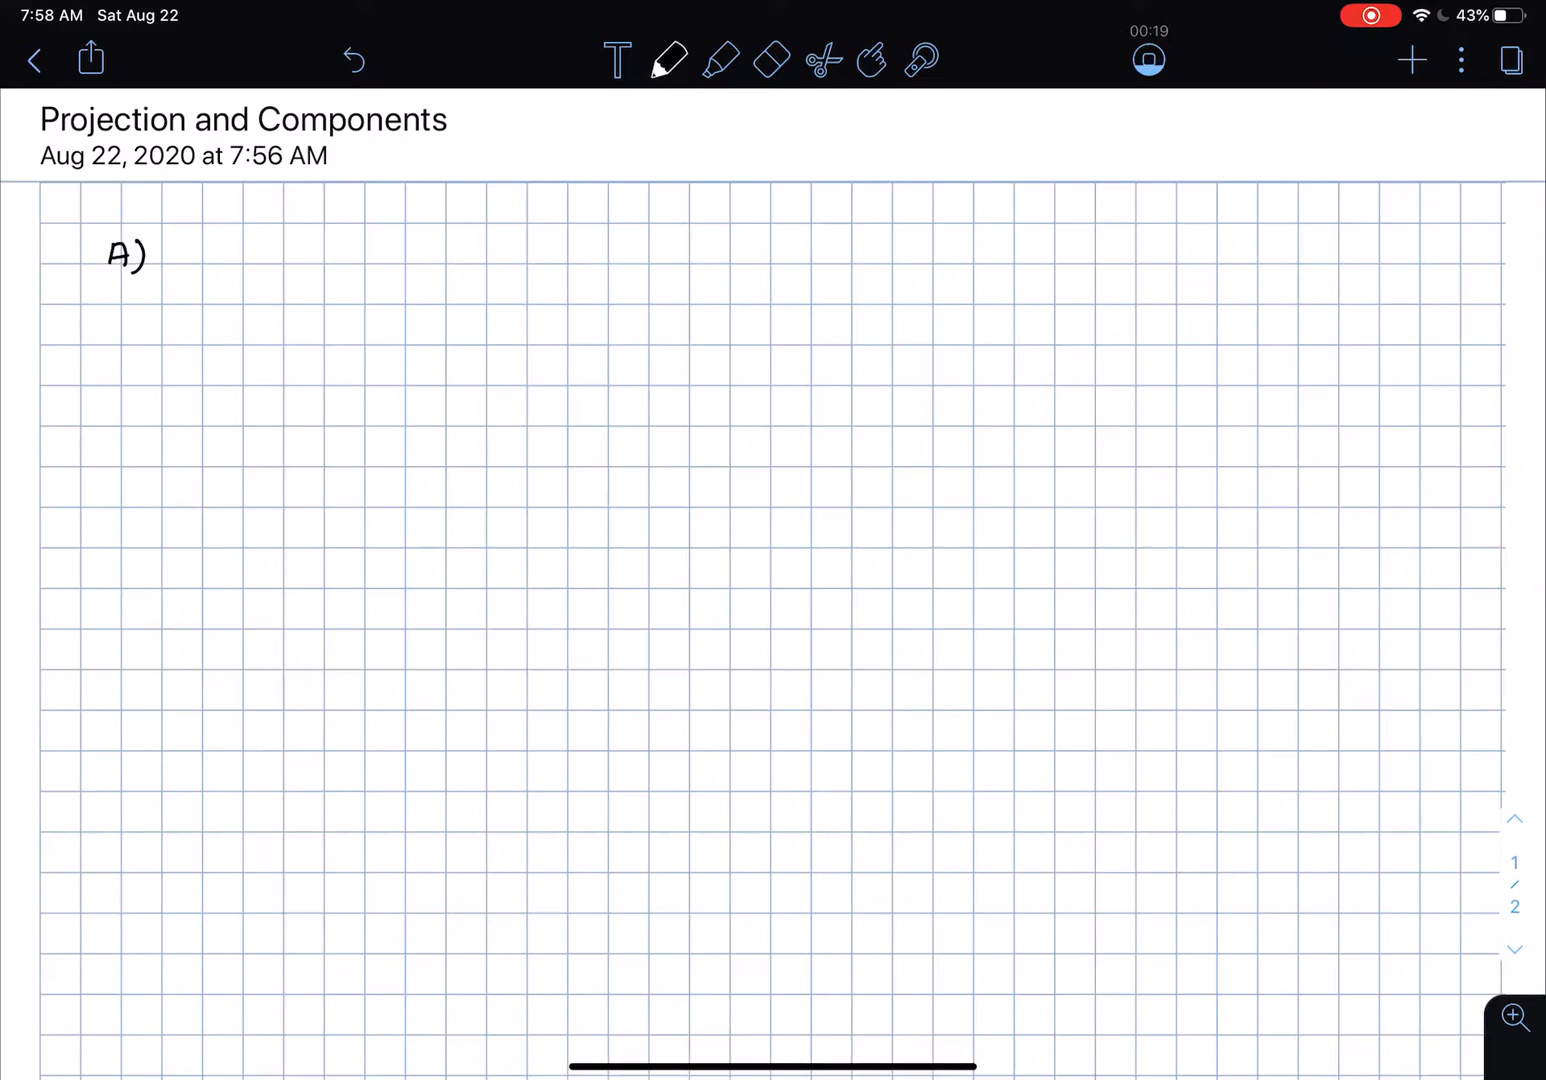 7:58 AM Sat Aug 22
43%
00:19
T
Projection and Components
Aug 22, 2020 at 7:56 AM
A)
1
/
2